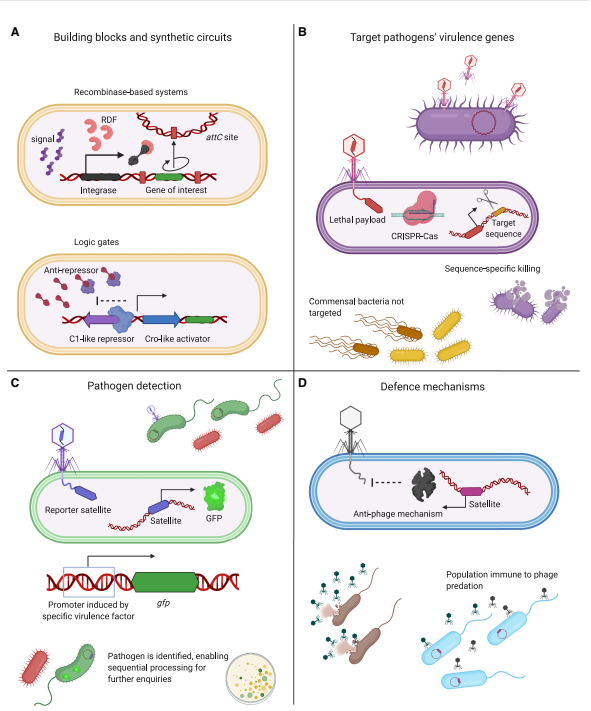 A
Building blocks and synthetic circuits
Recombinase-based systems
signal
RDF
attC site
Integrase
Gene of interest
Logic gates
Anti-repressor
C1-like repressor
Cro-like activator
B
Target pathogens' virulence genes
Lethal payload
CRISPR-Cas
Target
sequence
Sequence-specific killing
Commensal bacteria not
targeted
C
Pathogen detection
Reporter satellite
Satellite
GFP
Promoter induced by
specific virulence factor
gfp
Pathogen is identified, enabling
sequential processing for
further enquiries
D
Defence mechanisms
Anti-phage mechanism
Satellite
Population immune to phage
predation